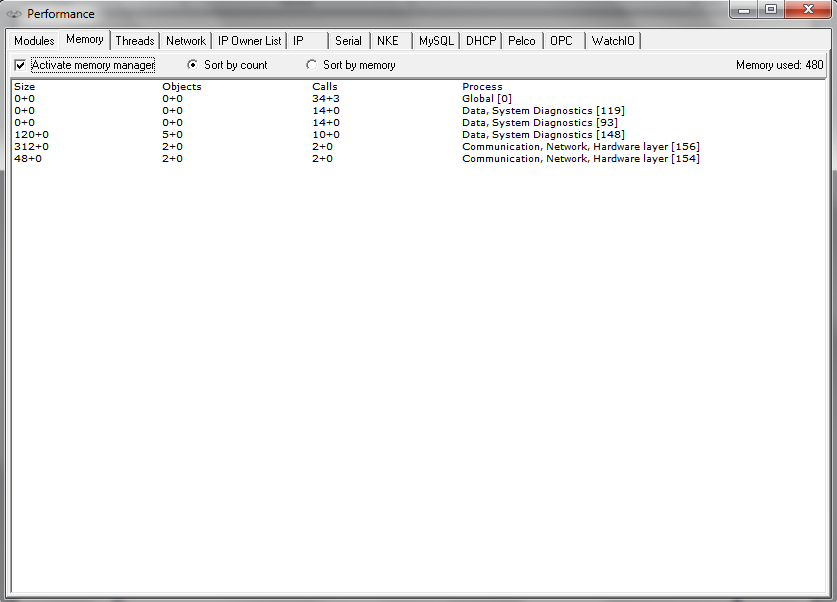 Performance
Modules Memory Threads Network IP Owner List IP Serial NKE MySQL DHCP Pelco OPC WatchIO
Activate memory manager Sort by count Sort by memory Memory used: 480
Size Objects Calls Process
0+0 0+0 34+3 Global [0]
0+0 0+0 14+0 Data, System Diagnostics [119]
0+0 0+0 14+0 Data, System Diagnostics [93]
120+0 5+0 10+0 Data, System Diagnostics [148]
312+0 2+0 2+0 Communication, Network, Hardware layer [156]
48+0 2+0 2+0 Communication, Network, Hardware layer [154]